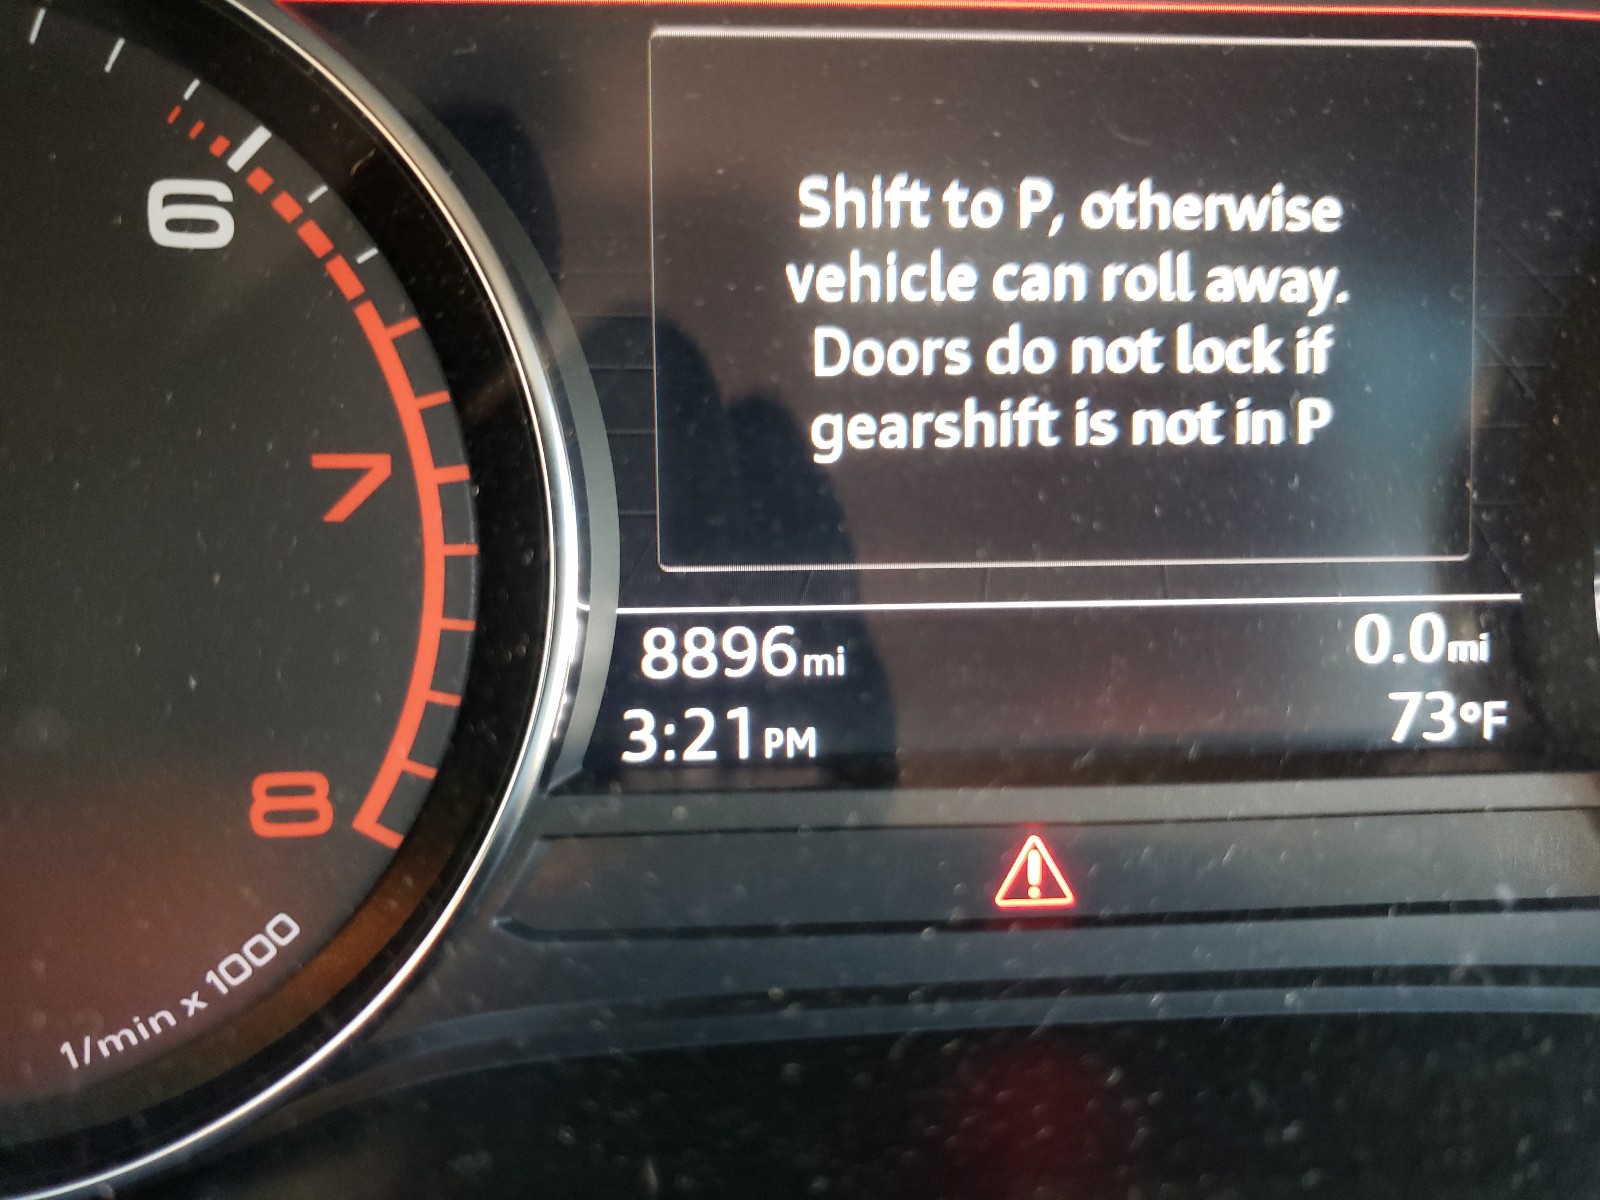 6
7
8
1/min x 1000
Shift to P, otherwise
vehicle can roll away.
Doors do not lock if
gearshift is not in P
8896mi 0.0mi
3:21PM 73°F